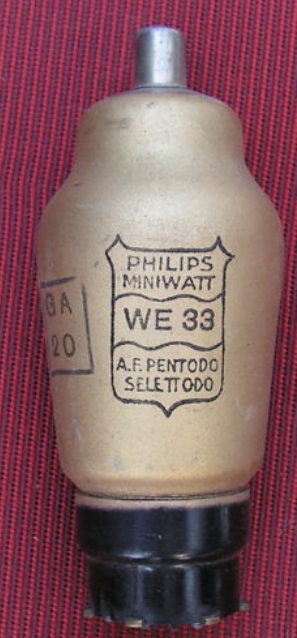 PHILIPS
MINIWATT
WE 33
A.F. PENTODO
SELETTODO
GA
20